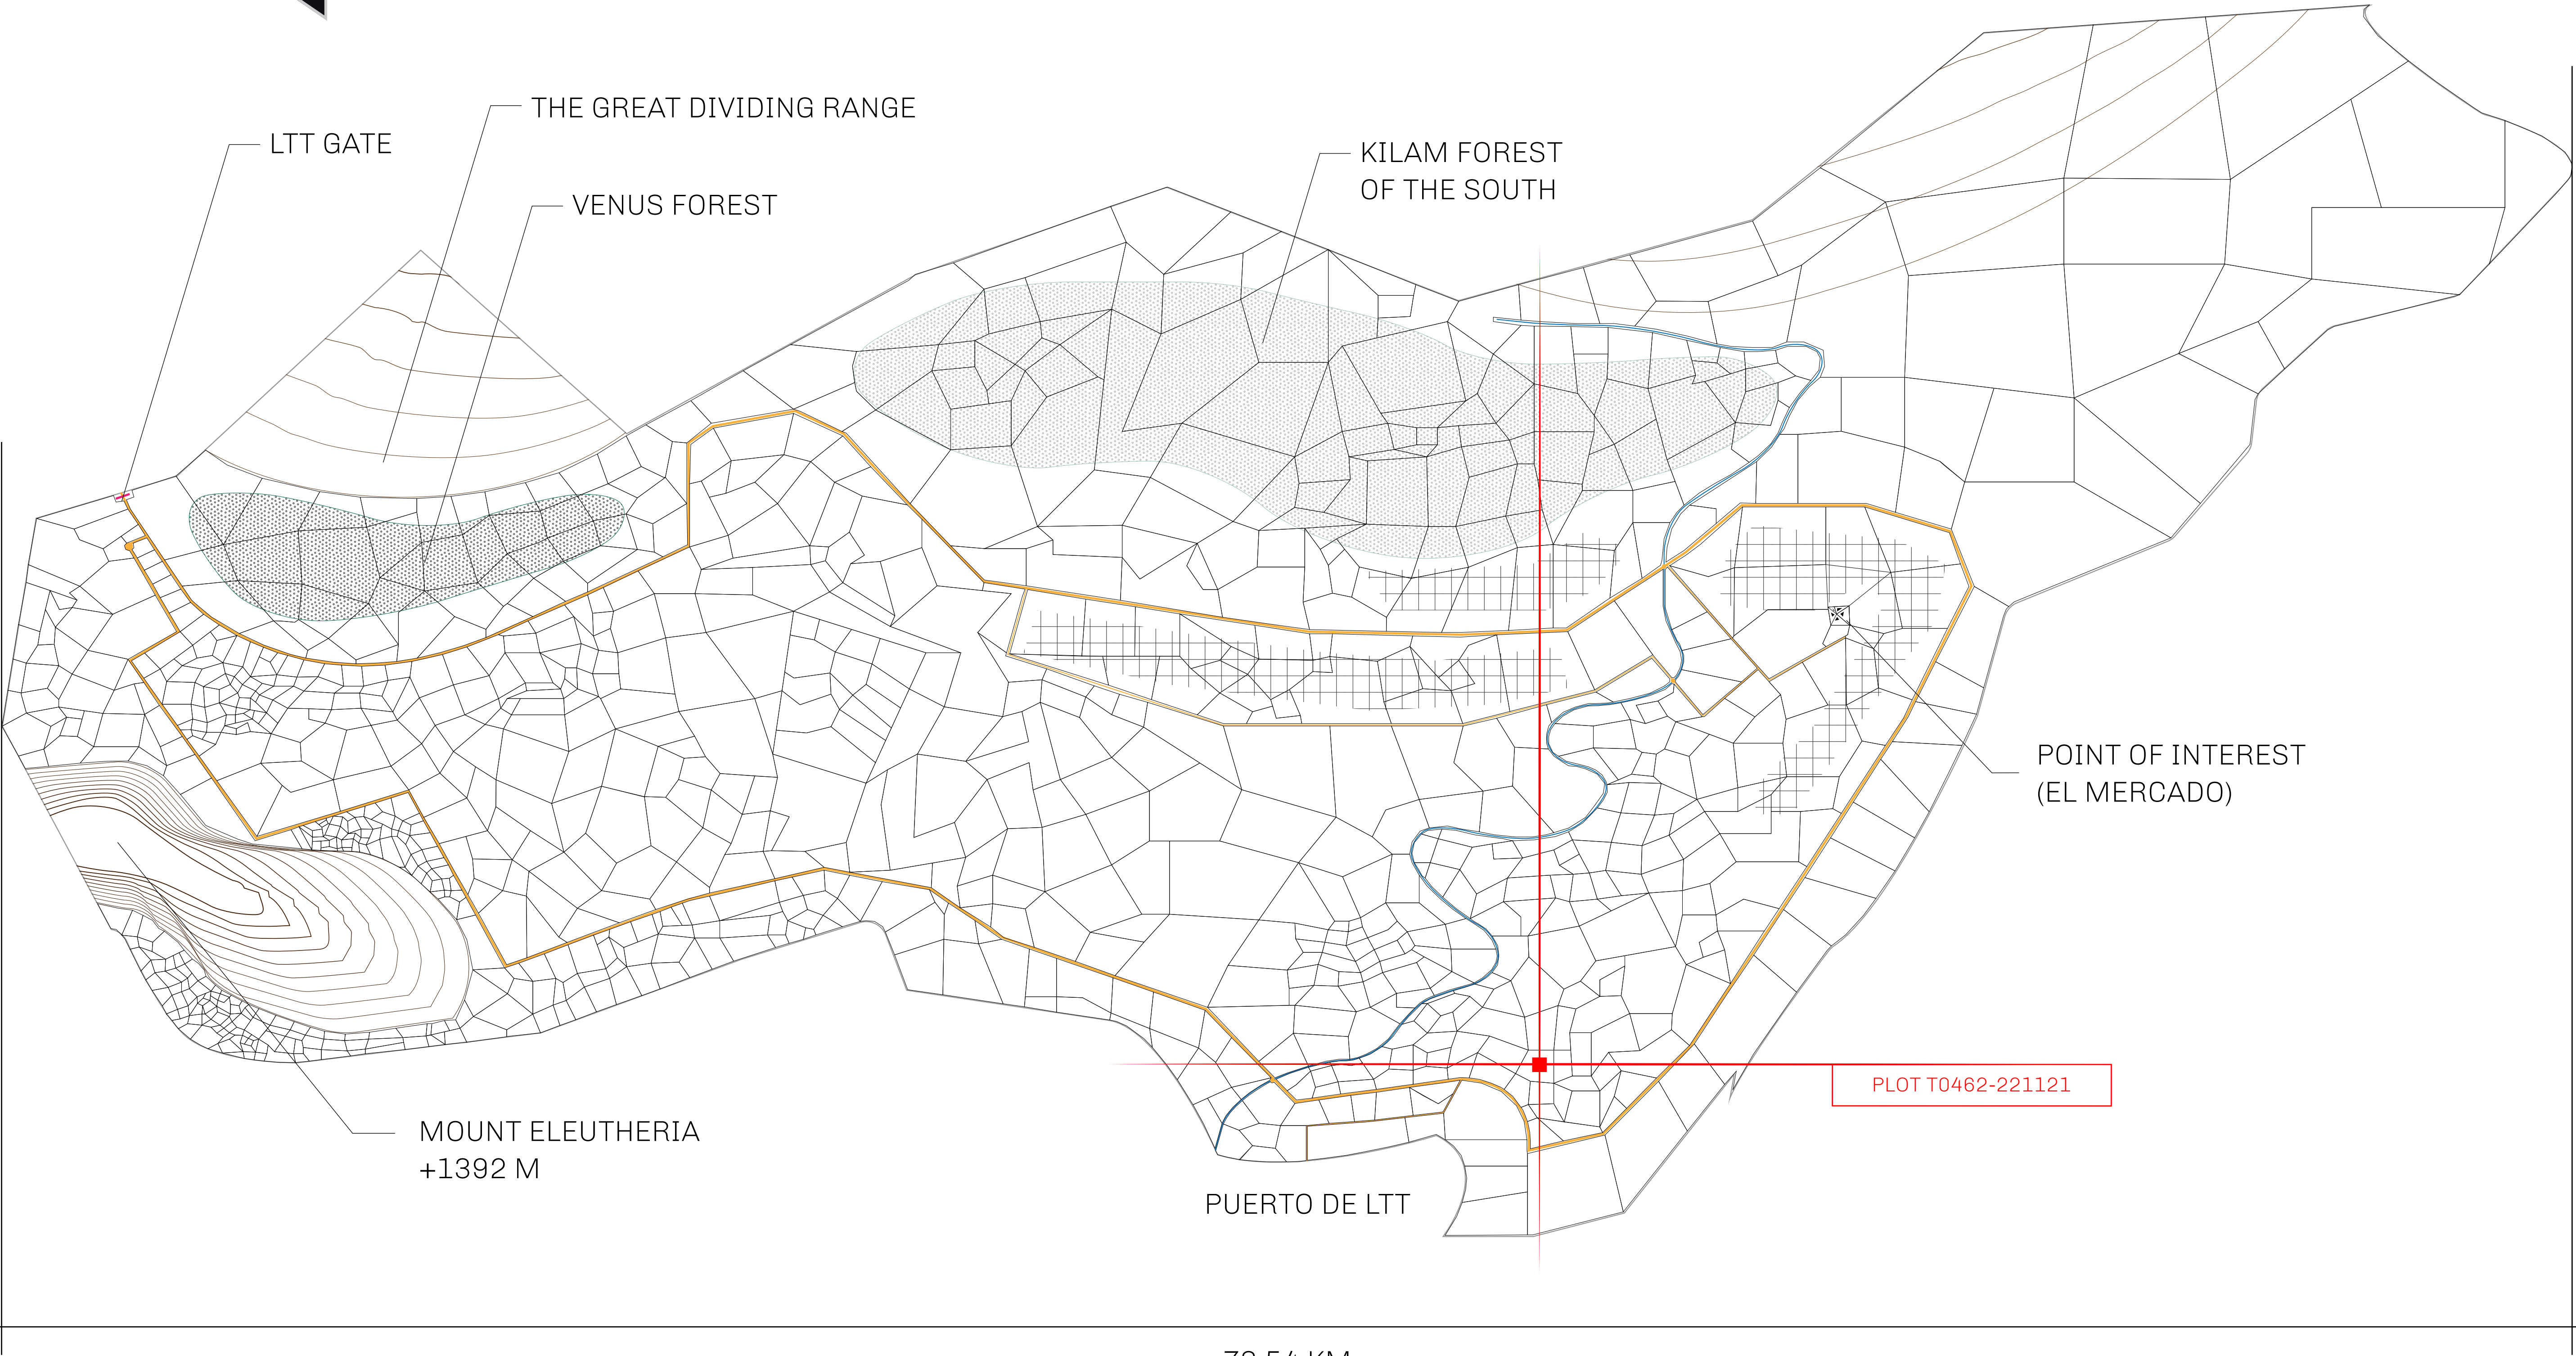 THE GREAT DIVIDING RANGE
LTT GATE
VENUS FOREST
KILAM FOREST
OF THE SOUTH
POINT OF INTEREST
(EL MERCADO)
PLOT T0462-221121
MOUNT ELEUTHERIA
+1392 M
PUERTO DE LTT
KM